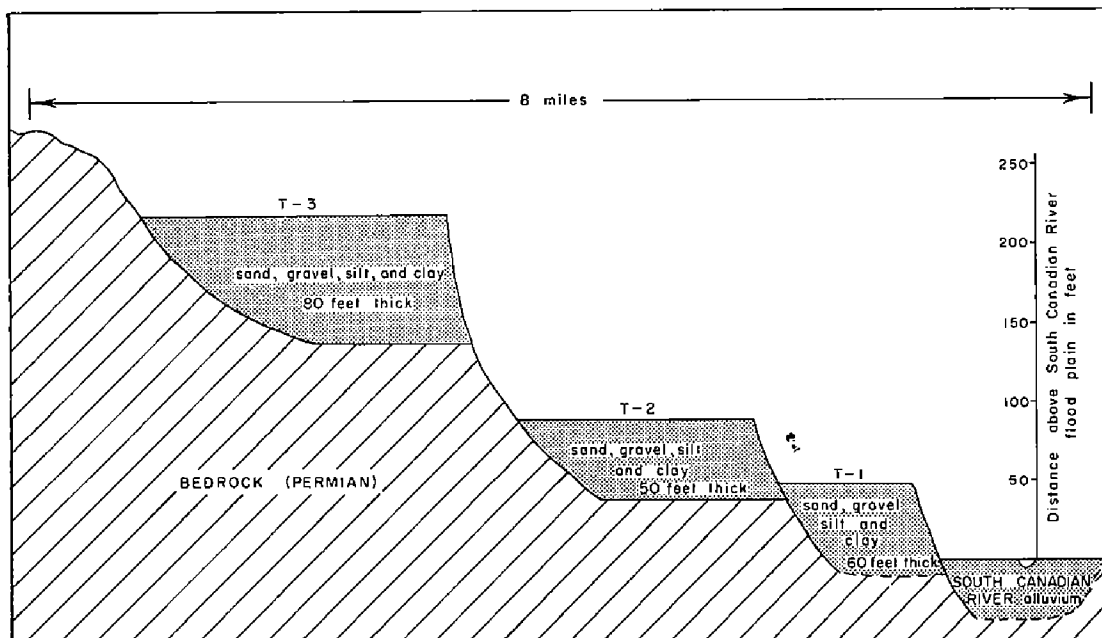 8 miles
T-3
sand, gravel, silt, and clay
80 feet thick
T-2
sand, gravel, silt
and clay
50 feet thick
T-1
sand, gravel
silt and
clay
60 feet thick
BEDROCK (PERMIAN)
SOUTH CANADIAN
RIVER alluvium
250
200
150
100
50
0
Distance above South Canadian River
flood plain in feet